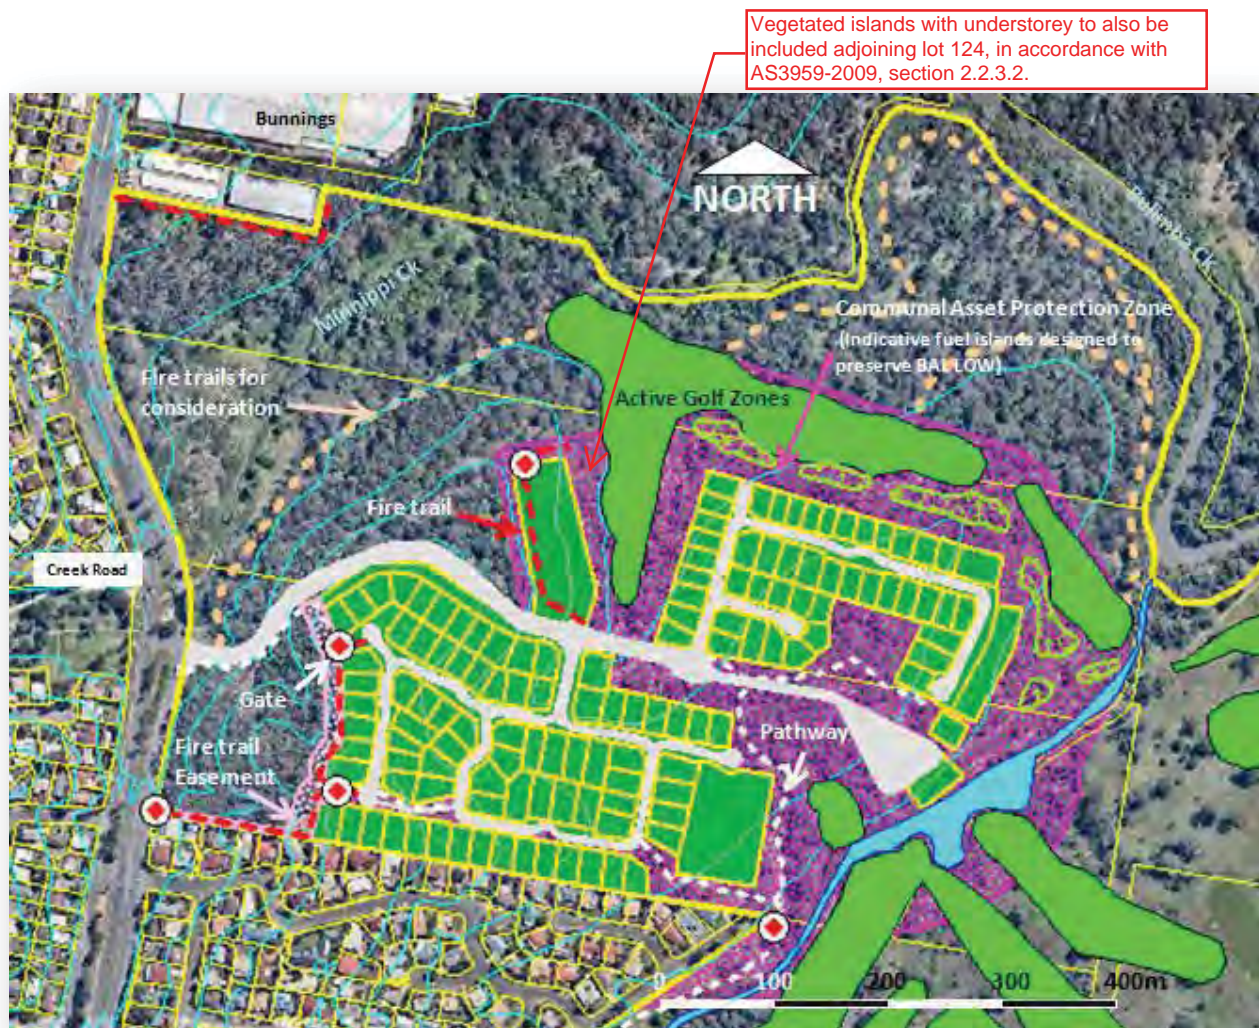 Vegetated islands with understorey to also be
included adjoining lot 124, in accordance with
AS3959-2009, section 2.2.3.2.
Bunnings
NORTH
Bulimba Ck
Minnippi Ck
Communal Asset Protection Zone
(Indicative fuel islands designed to
preserve BAL LOW)
Fire trails for
consideration
Active Golf Zones
Fire trail
Creek Road
Gate
Pathway
Fire trail
Easement
0 100 200 300 400m